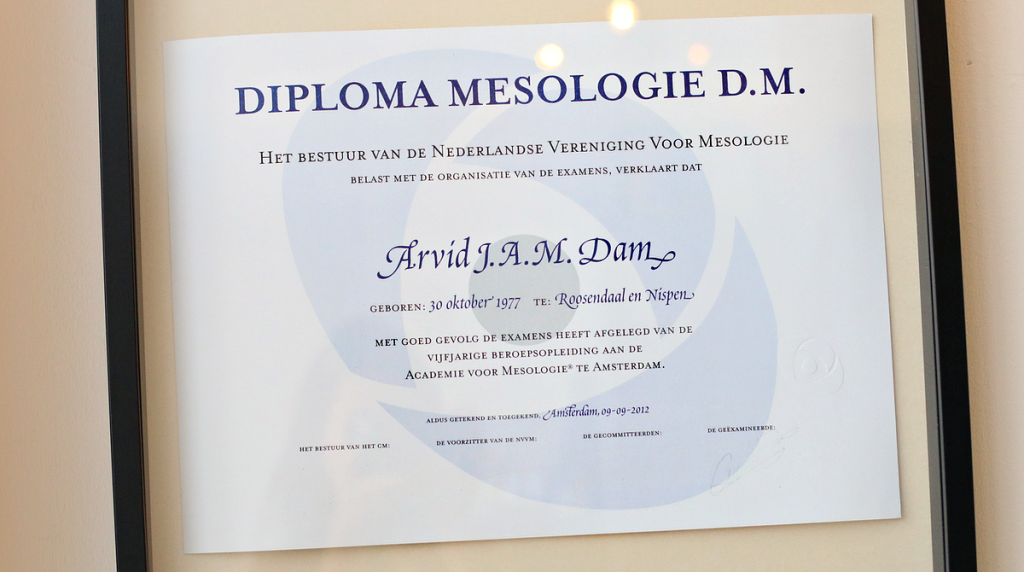 DIPLOMA MESOLOGIE D.M.
HET BESTUUR VAN DE NEDERLANDSE VERENIGING VOOR MESOLOGIE
BELAST MET DE ORGANISATIE VAN DE EXAMENS, VERKLAART DAT
Arvid J.A.M. Dam
GEBOREN: 30 oktober 1977 TE: Roosendaal en Nispen
MET GOED GEVOLG DE EXAMENS HEEFT AFGELEGD VAN DE
VIJFJARIGE BEROEPSOPLEIDING AAN DE
ACADEMIE VOOR MESOLOGIE® TE AMSTERDAM.
ALDUS GETEKEND EN TOEGEKEND, Amsterdam, 09-09-2012
HET BESTUUR VAN HET CM: DE VOORZITTER VAN DE NVVM: DE GECOMMITTEERDEN: DE GEËXAMINEERDE: